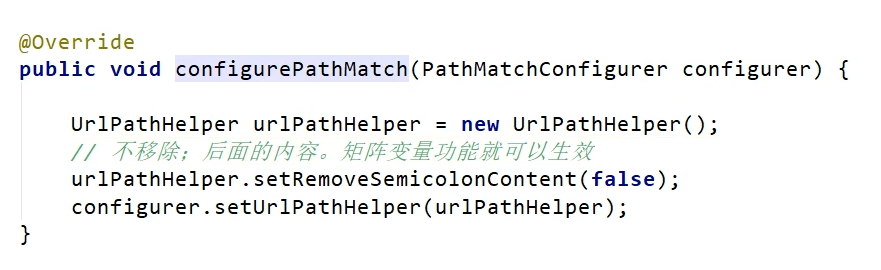 @Override
public void configurePathMatch(PathMatchConfigurer configurer) {
UrlPathHelper urlPathHelper = new UrlPathHelper();
// 不移除；后面的内容。矩阵变量功能就可以生效
urlPathHelper.setRemoveSemicolonContent(false);
configurer.setUrlPathHelper(urlPathHelper);
}